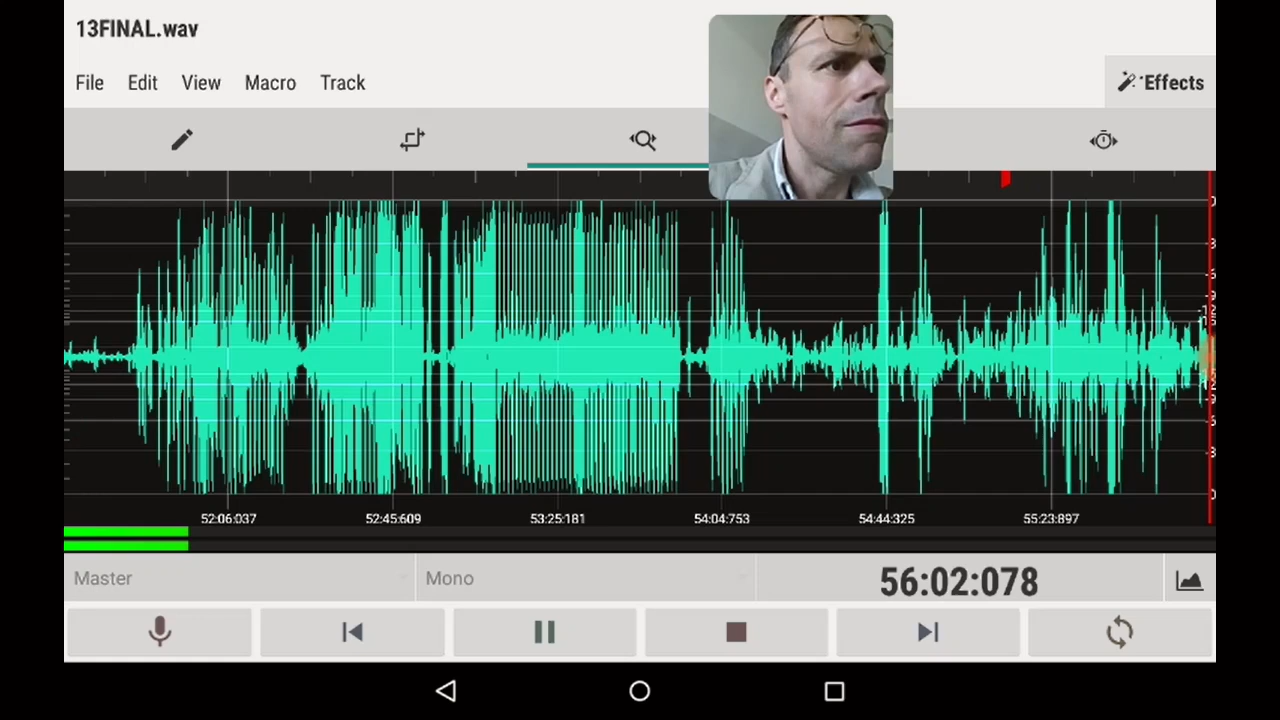 13FINAL.wav
File Edit View Macro Track
Effects
52:06:037 52:45:609 53:25:181 54:04:753 54:44:325 55:23:897
Master Mono 56:02:078